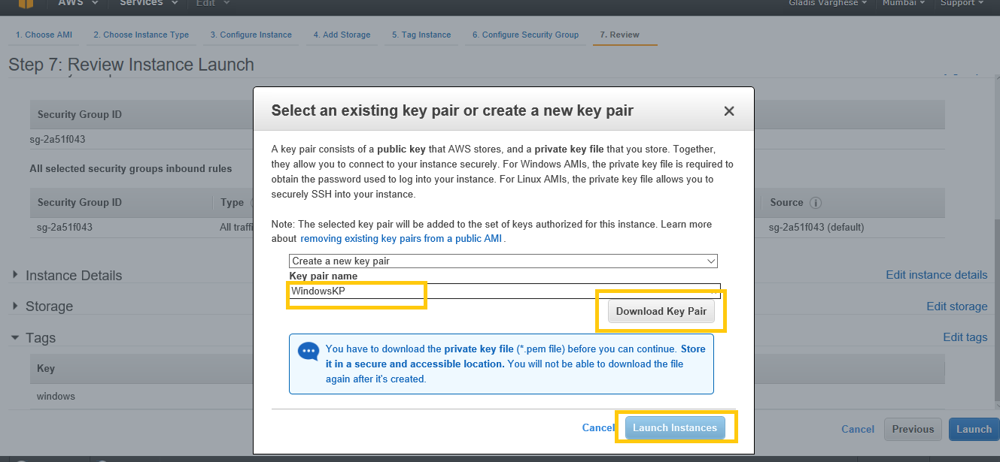 AWS Services Edit Gladis Varghese Mumbai Support
1. Choose AMI 2. Choose Instance Type 3. Configure Instance 4. Add Storage 5. Tag Instance 6. Configure Security Group 7. Review
Step 7: Review Instance Launch
Security Group ID
sg-2a51f043
All selected security groups inbound rules
Security Group ID Type Source
sg-2a51f043 All traffi sg-2a51f043 (default)
Instance Details Edit instance details
Storage Edit storage
Tags Edit tags
Key
windows
Cancel Previous Launch
Select an existing key pair or create a new key pair
A key pair consists of a public key that AWS stores, and a private key file that you store. Together,
they allow you to connect to your instance securely. For Windows AMIs, the private key file is required to
obtain the password used to log into your instance. For Linux AMIs, the private key file allows you to
securely SSH into your instance.
Note: The selected key pair will be added to the set of keys authorized for this instance. Learn more
about removing existing key pairs from a public AMI.
Create a new key pair
Key pair name
WindowsKP
Download Key Pair
You have to download the private key file (*.pem file) before you can continue. Store
it in a secure and accessible location. You will not be able to download the file
again after it's created.
Cancel Launch Instances